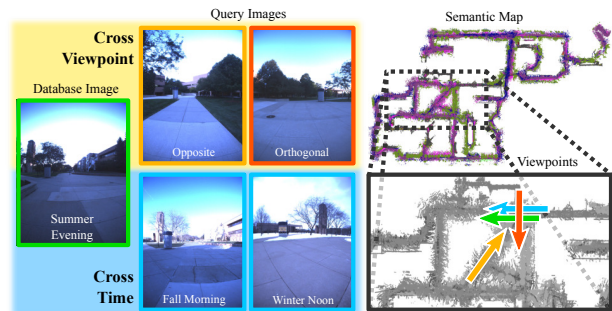 Query Images
Semantic Map
Cross
Viewpoint
Database Image
Opposite
Orthogonal
Viewpoints
Summer
Evening
Cross
Time
Fall Morning
Winter Noon